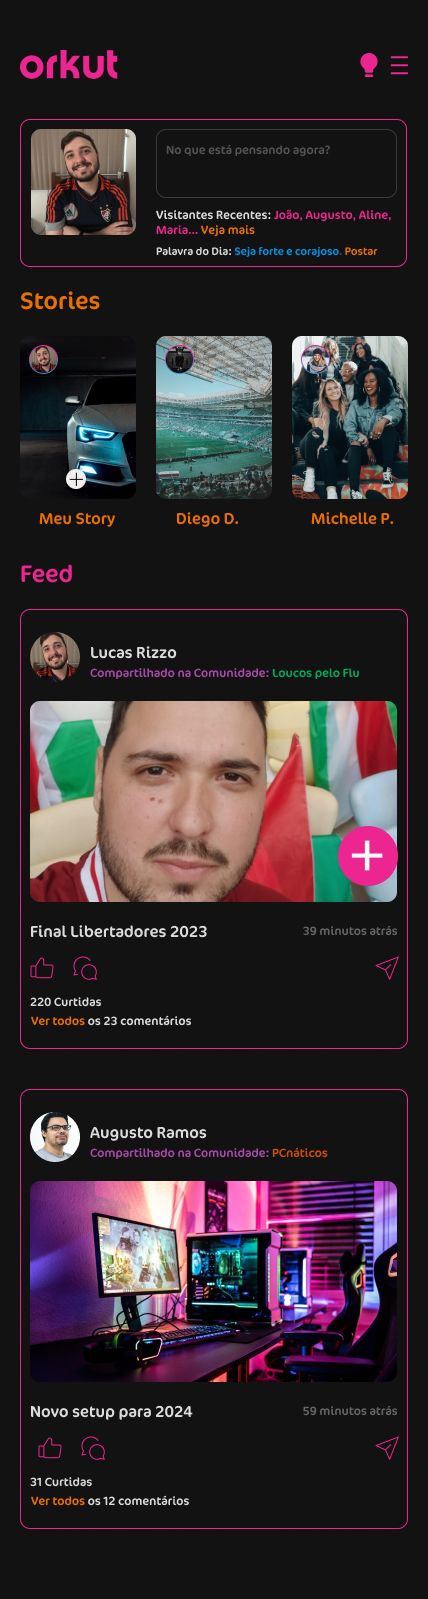 orkut
No que está pensando agora?
Visitantes Recentes: João, Augusto, Aline,
Maria... Veja mais
Palavra do Dia: Seja forte e corajoso. Postar
Stories
Meu Story
Diego D.
Michelle P.
Feed
Lucas Rizzo
Compartilhado na Comunidade: Loucos pelo Flu
Final Libertadores 2023
39 minutos atrás
220 Curtidas
Ver todos os 23 comentários
Augusto Ramos
Compartilhado na Comunidade: PCnáticos
Novo setup para 2024
59 minutos atrás
31 Curtidas
Ver todos os 12 comentários